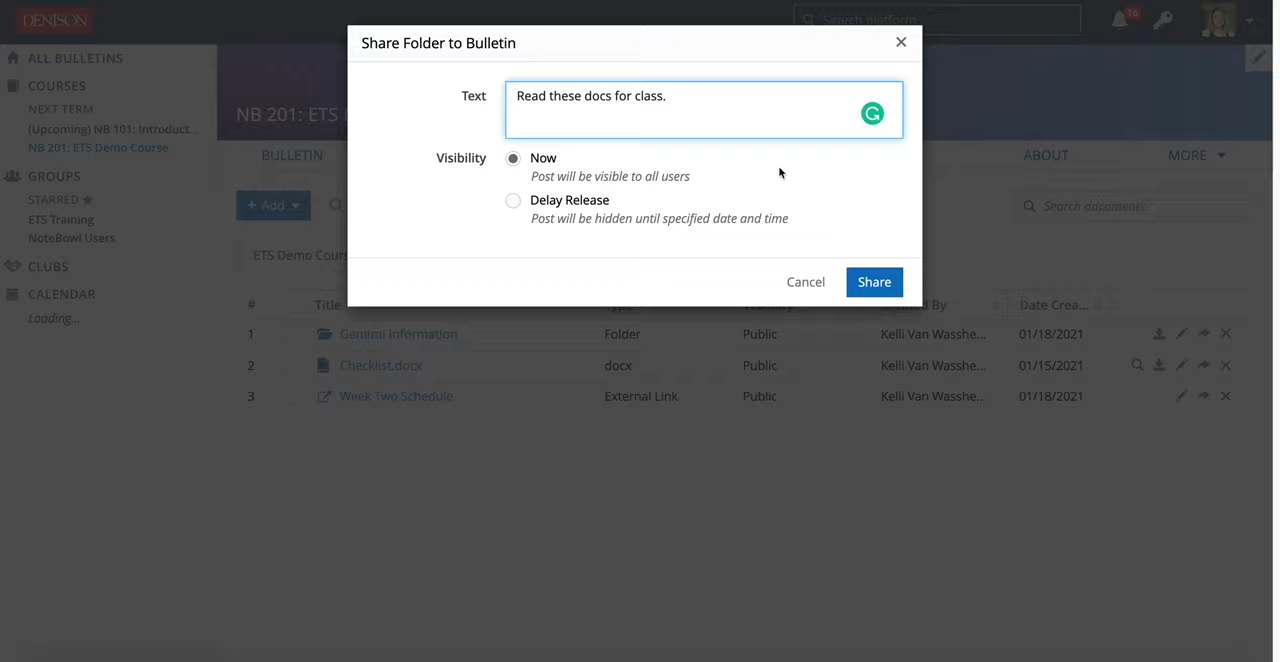 DENISON
Search platform
16
ALL BULLETINS
COURSES
NEXT TERM
(Upcoming) NB 101: Introduct...
NB 201: ETS Demo Course
GROUPS
STARRED
ETS Training
NoteBowl Users
CLUBS
CALENDAR
Loading...
NB 201: ETS
BULLETIN
ABOUT
MORE
+ Add
Search documents
ETS Demo Cours
Share Folder to Bulletin
Text
Read these docs for class.
Visibility
Now
Post will be visible to all users
Delay Release
Post will be hidden until specified date and time
Cancel
Share
# Title Date Crea...
1 General Information Folder Public Kelli Van Wasshe... 01/18/2021
2 Checklist.docx docx Public Kelli Van Wasshe... 01/15/2021
3 Week Two Schedule External Link Public Kelli Van Wasshe... 01/18/2021